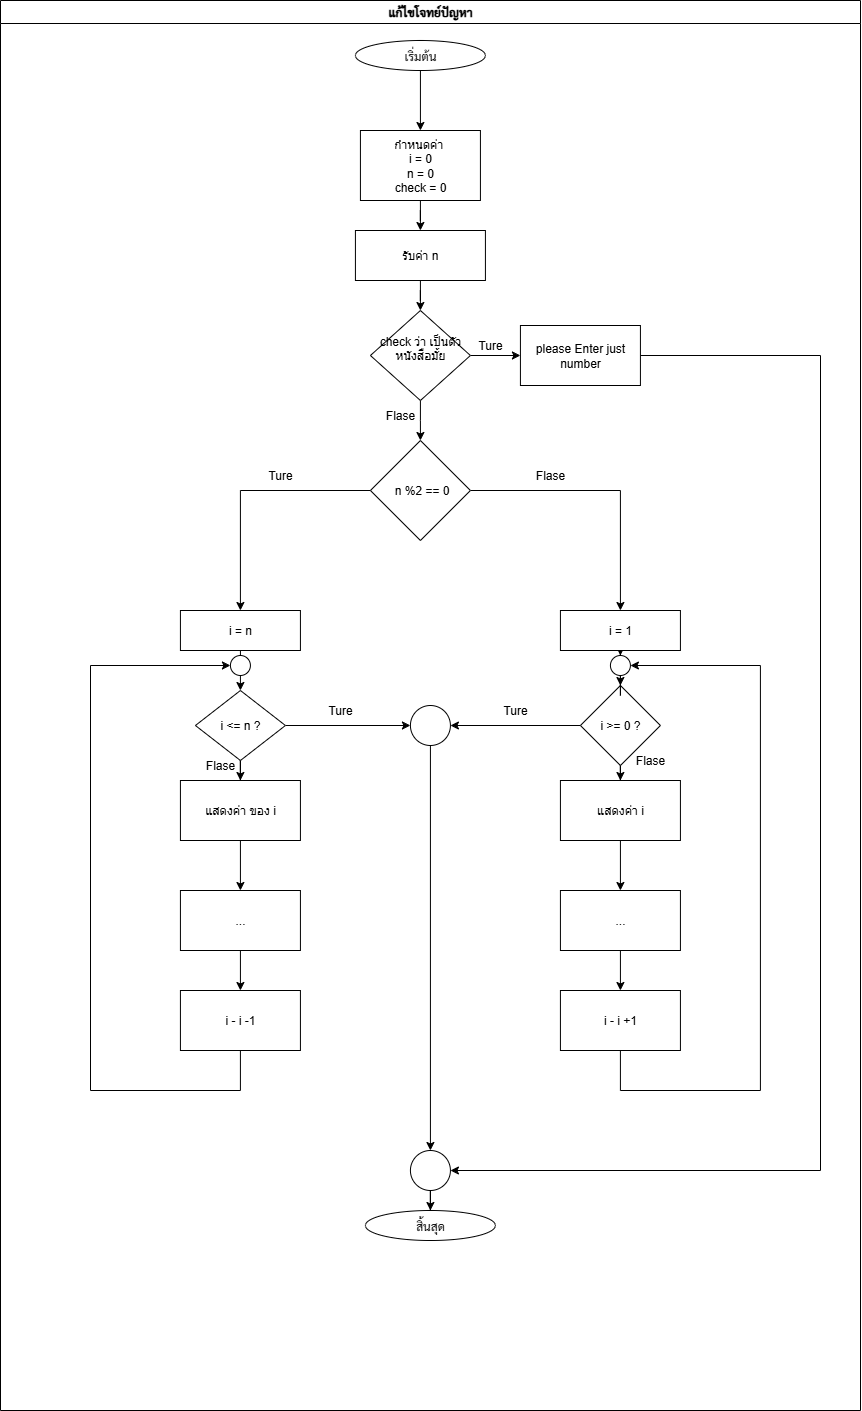 แก้ไขโจทย์ปัญหา
เริ่มต้น
กำหนดค่า
i = 0
n = 0
check = 0
รับค่า n
check ว่า เป็นตัว
หนังสือมั้ย
Ture
please Enter just
number
Flase
n %2 == 0
Ture
Flase
i = n
i = 1
i <= n ?
Ture
Ture
i >= 0 ?
Flase
Flase
แสดงค่า ของ i
แสดงค่า i
...
...
i - i -1
i - i +1
สิ้นสุด